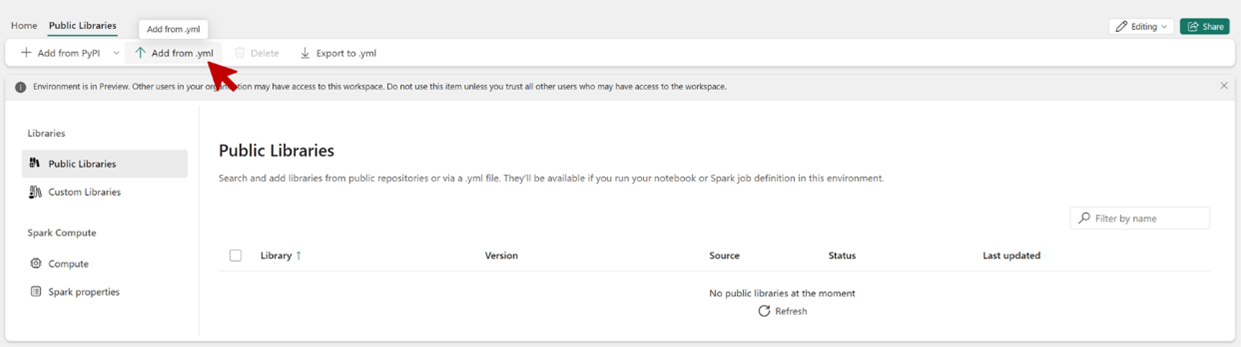 Home Public Libraries Add from .yml Editing Share
Add from PyPI Add from .yml Delete Export to .yml
Environment is in Preview. Other users in your organization may have access to this workspace. Do not use this item unless you trust all other users who may have access to the workspace.
Libraries
Public Libraries
Custom Libraries
Spark Compute
Compute
Spark properties
Public Libraries
Search and add libraries from public repositories or via a .yml file. They'll be available if you run your notebook or Spark job definition in this environment.
Filter by name
Library ↑ Version Source Status Last updated
No public libraries at the moment
Refresh